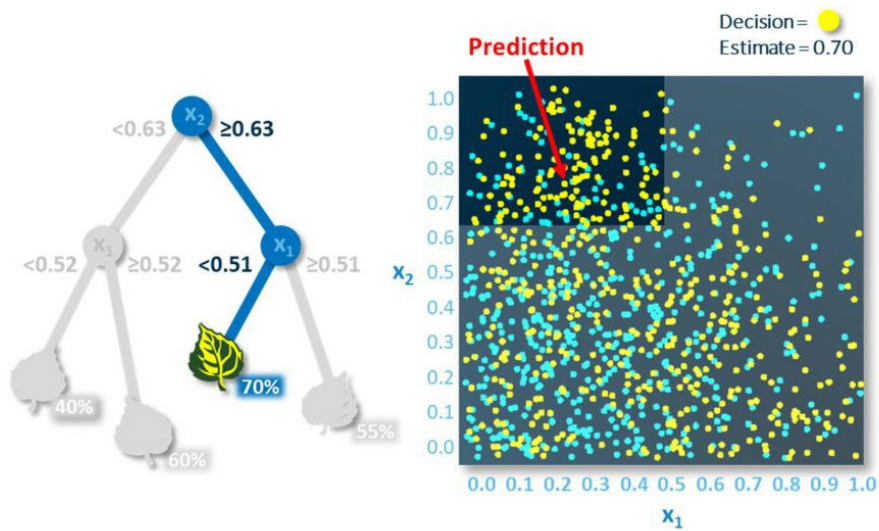 Decision =
Estimate = 0.70
Prediction
x₂
<0.63
≥0.63
x₁
x₁
<0.52
≥0.52
<0.51
≥0.51
40%
60%
70%
55%
1.0
0.9
0.8
0.7
0.6
0.5
x₂
0.4
0.3
0.2
0.1
0.0
0.0 0.1 0.2 0.3 0.4 0.5 0.6 0.7 0.8 0.9 1.0
x₁